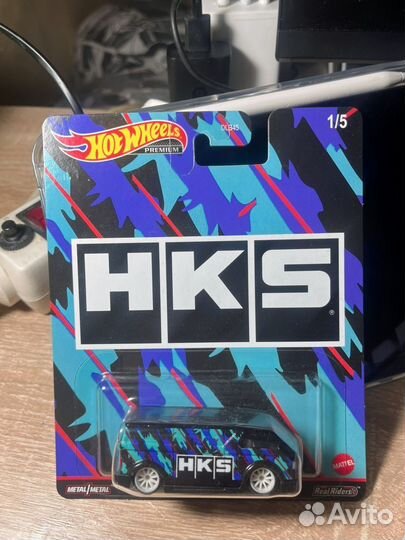 HOT WHEELS
PREMIUM
DLB45
1/5
HKS
®
HKS
MATTEL
METAL/METAL
Real Riders
Avito